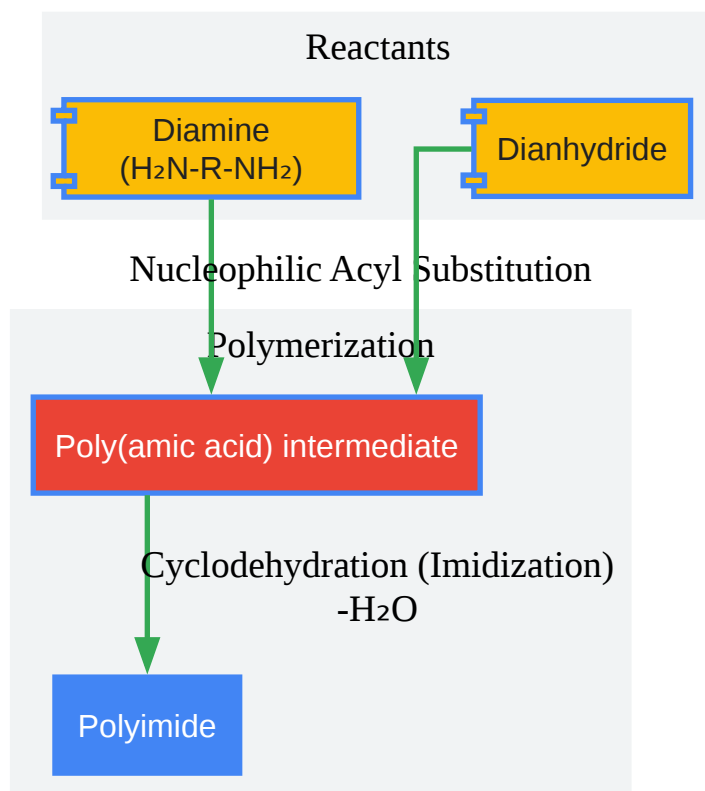 Reactants
Diamine
(H₂N-R-NH₂)
Dianhydride
Nucleophilic Acyl Substitution
Polymerization
Poly(amic acid) intermediate
Cyclodehydration (Imidization)
-H₂O
Polyimide